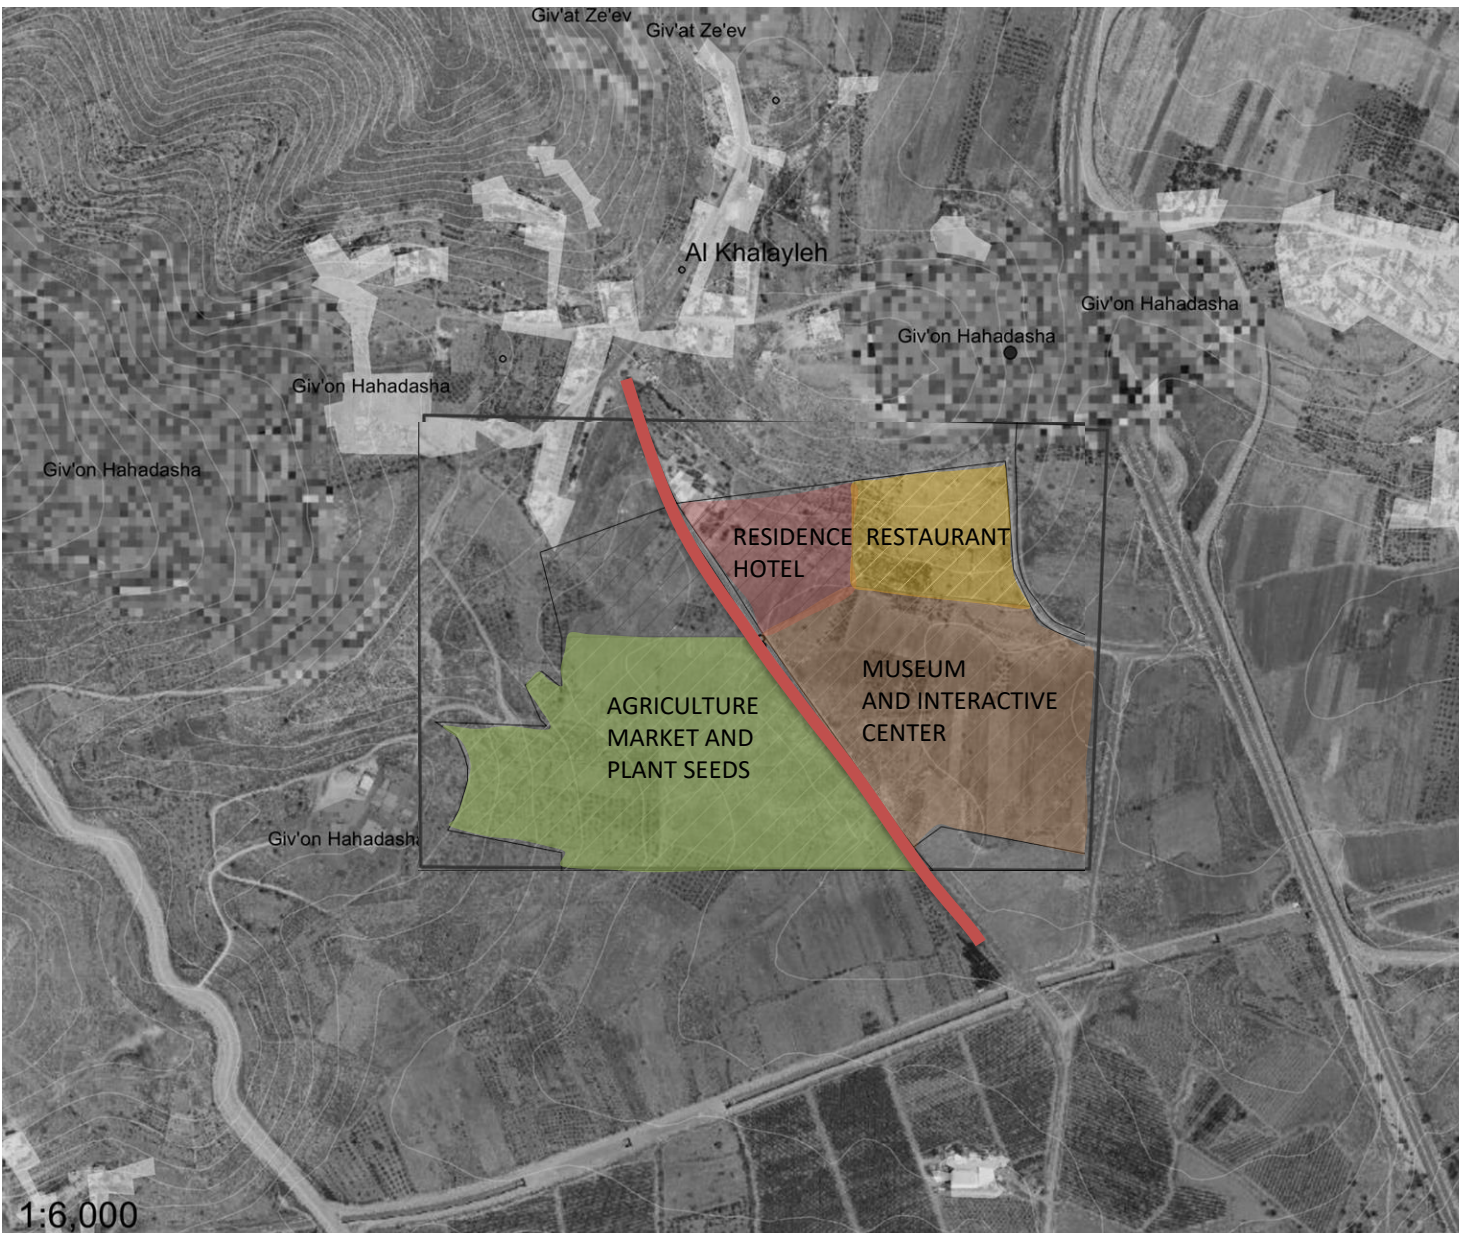 Giv'at Ze'ev
Giv'at Ze'ev
Al Khalayleh
Giv'on Hahadasha
Giv'on Hahadasha
Giv'on Hahadasha
Giv'on Hahadasha
RESIDENCE
HOTEL
RESTAURANT
MUSEUM
AND INTERACTIVE
CENTER
AGRICULTURE
MARKET AND
PLANT SEEDS
Giv'on Hahadash
1:6,000